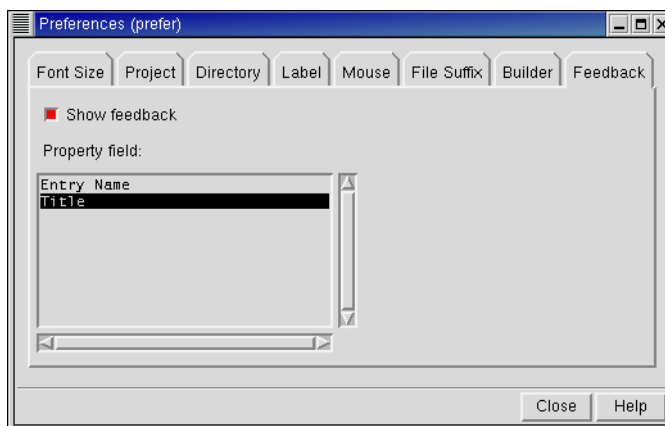 Preferences (prefer)
Font Size Project Directory Label Mouse File Suffix Builder Feedback
Show feedback
Property field:
Entry Name
Title
Close Help